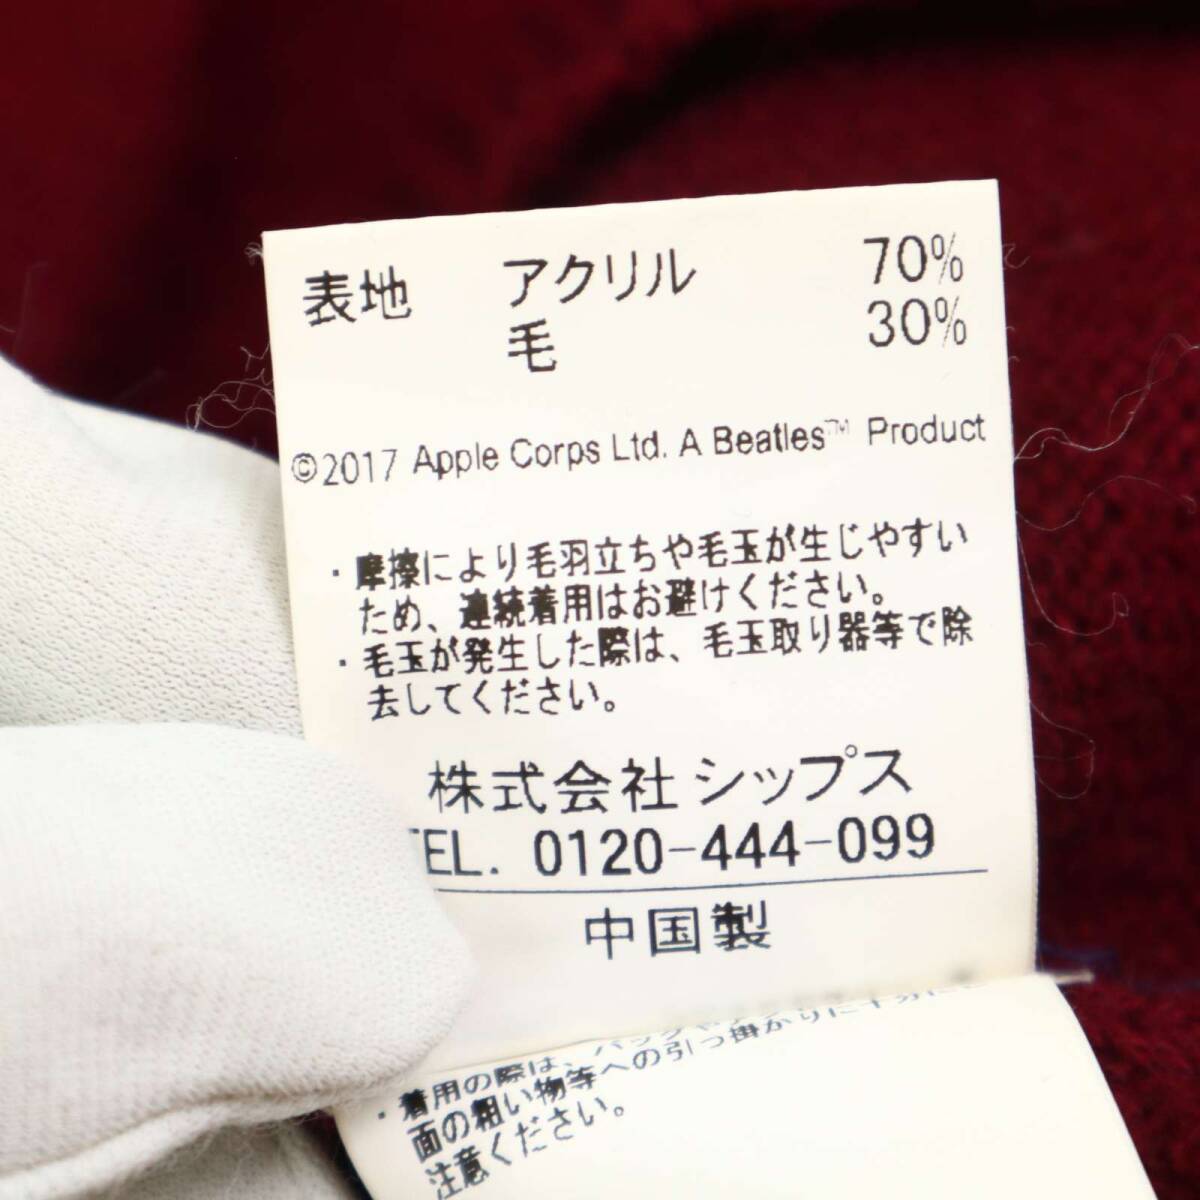 表地 アクリル 70%
毛 30%
©2017 Apple Corps Ltd. A Beatles™ Product
・摩擦により毛羽立ちや毛玉が生じやすい
ため、連続着用はお避けください。
・毛玉が発生した際は、毛玉取り器等で除
去してください。
株式会社シップス
TEL. 0120-444-099
中国製
・着用の際は、
面の粗い物等への引っ掛かりに十分にご
注意ください。